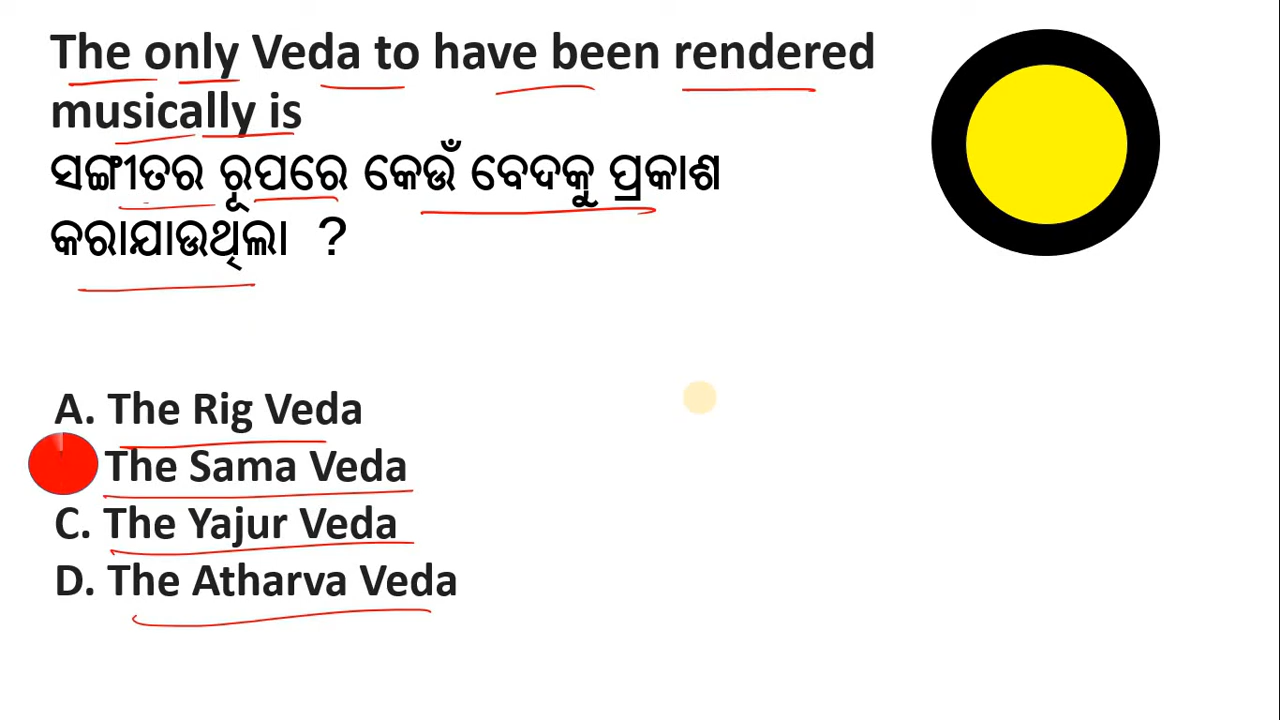 The only Veda to have been rendered
musically is
ସଙ୍ଗୀତର ରୂପରେ କେଉଁ ବେଦକୁ ପ୍ରକାଶ
କରାଯାଉଥିଲା ?
A. The Rig Veda
The Sama Veda
C. The Yajur Veda
D. The Atharva Veda